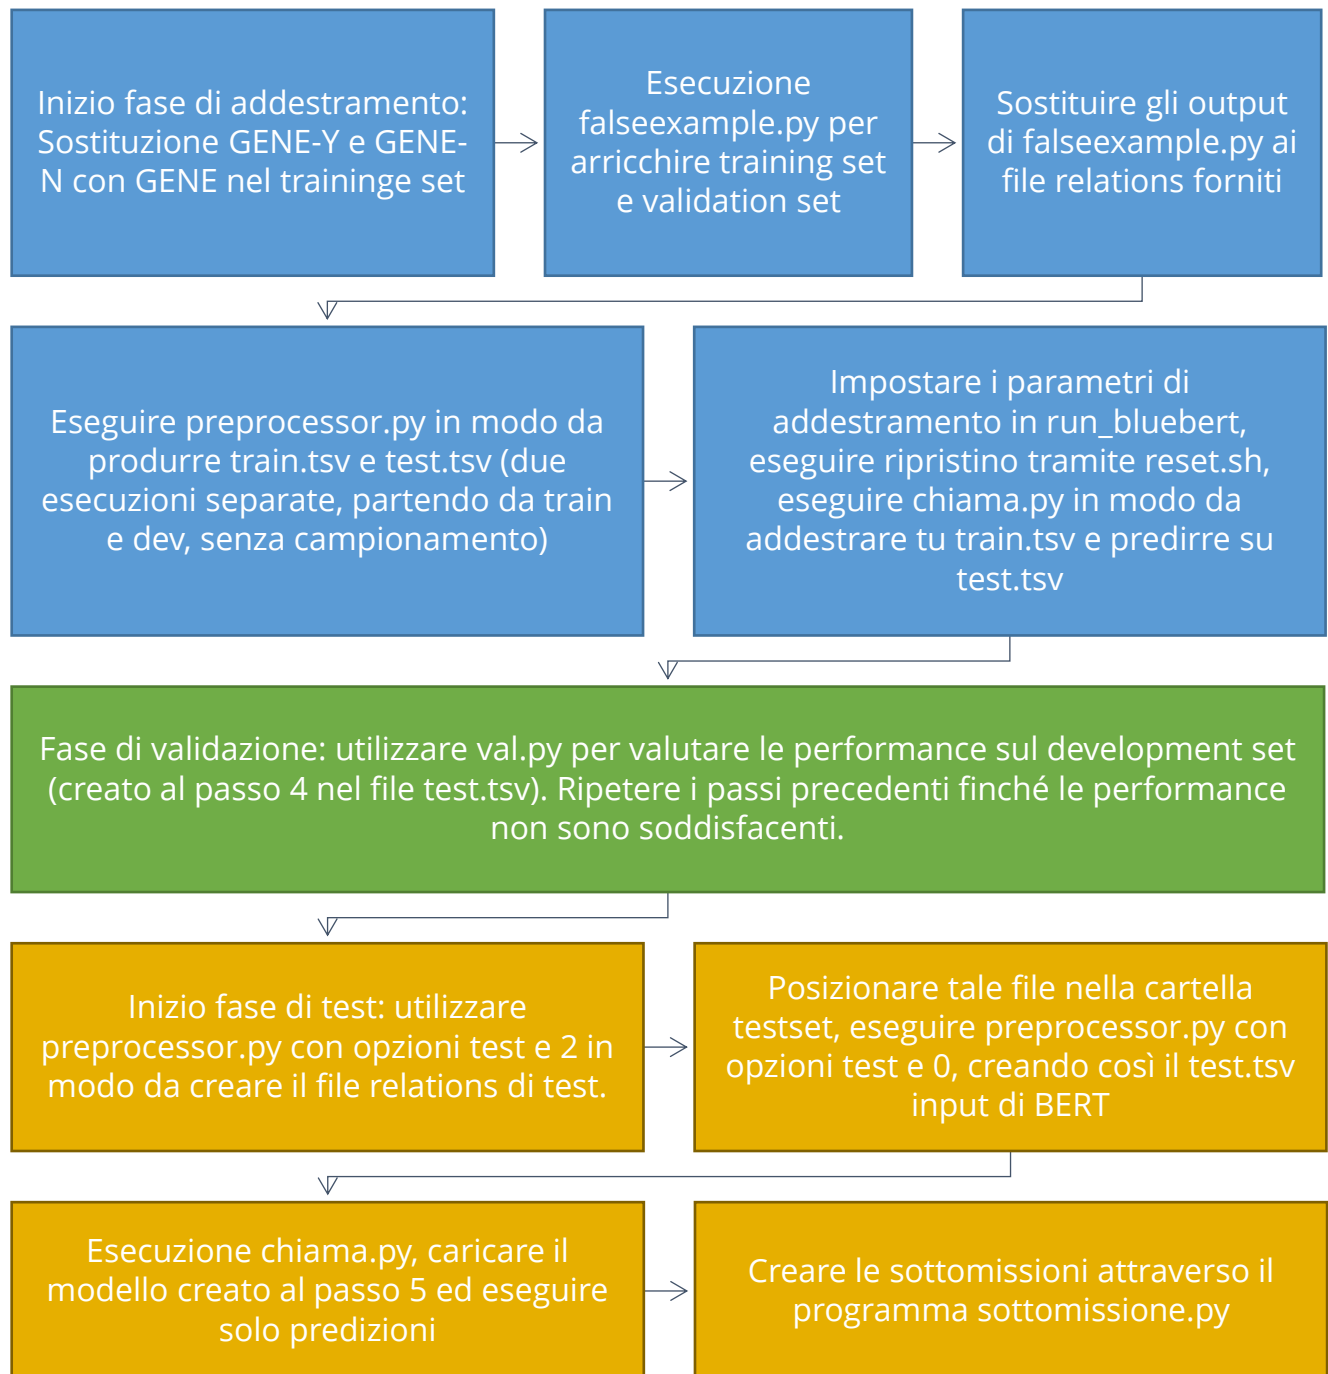 Inizio fase di addestramento:
Sostituzione GENE-Y e GENE-
N con GENE nel traininge set
Esecuzione
falseexample.py per
arricchire training set
e validation set
Sostituire gli output
di falseexample.py ai
file relations forniti
Eseguire preprocessor.py in modo da
produrre train.tsv e test.tsv (due
esecuzioni separate, partendo da train
e dev, senza campionamento)
Impostare i parametri di
addestramento in run_bluebert,
eseguire ripristino tramite reset.sh,
eseguire chiama.py in modo da
addestrare tu train.tsv e predirre su
test.tsv
Fase di validazione: utilizzare val.py per valutare le performance sul development set
(creato al passo 4 nel file test.tsv). Ripetere i passi precedenti finché le performance
non sono soddisfacenti.
Inizio fase di test: utilizzare
preprocessor.py con opzioni test e 2 in
modo da creare il file relations di test.
Posizionare tale file nella cartella
testset, eseguire preprocessor.py con
opzioni test e 0, creando così il test.tsv
input di BERT
Esecuzione chiama.py, caricare il
modello creato al passo 5 ed eseguire
solo predizioni
Creare le sottomissioni attraverso il
programma sottomissione.py